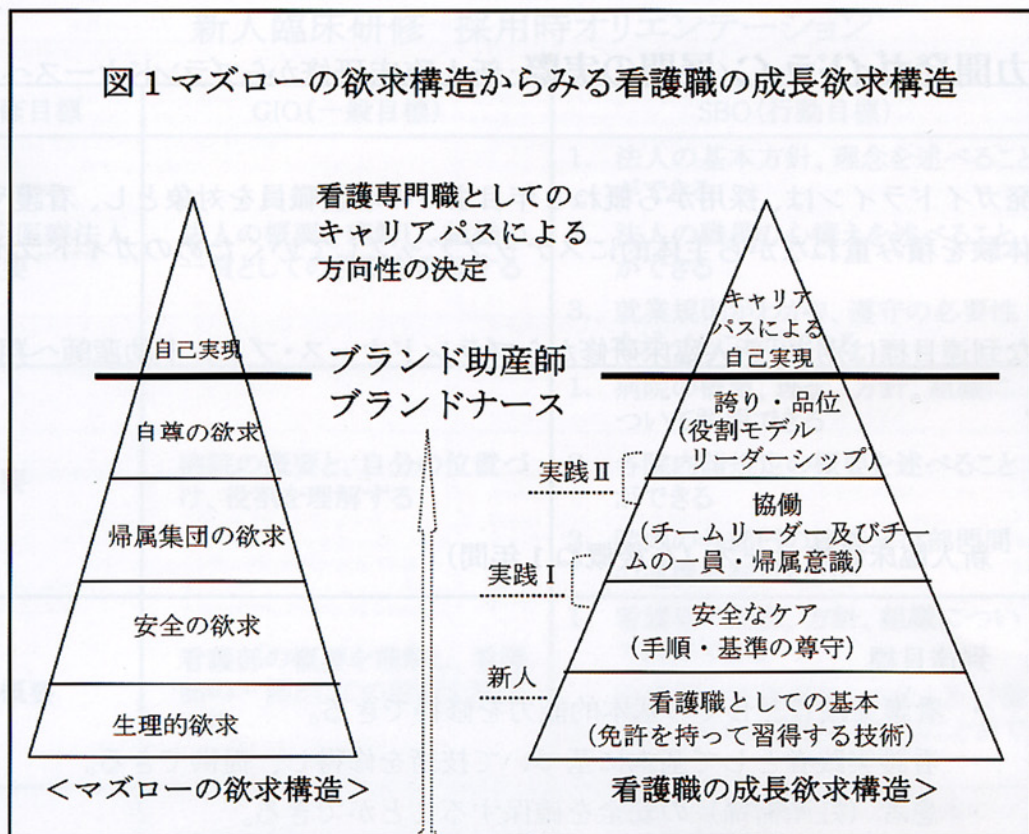 図1マズローの欲求構造からみる看護職の成長欲求構造
看護専門職としての
キャリアパスによる
方向性の決定
自己実現
自尊の欲求
帰属集団の欲求
安全の欲求
生理的欲求
<マズローの欲求構造>
ブランド助産師
ブランドナース
実践Ⅱ
実践Ⅰ
新人
キャリア
パスによる
自己実現
誇り・品位
(役割モデル
リーダーシップ)
協働
(チームリーダー及びチー
ムの一員・帰属意識)
安全なケア
(手順・基準の尊守)
看護職としての基本
(免許を持って習得する技術)
看護職の成長欲求構造>